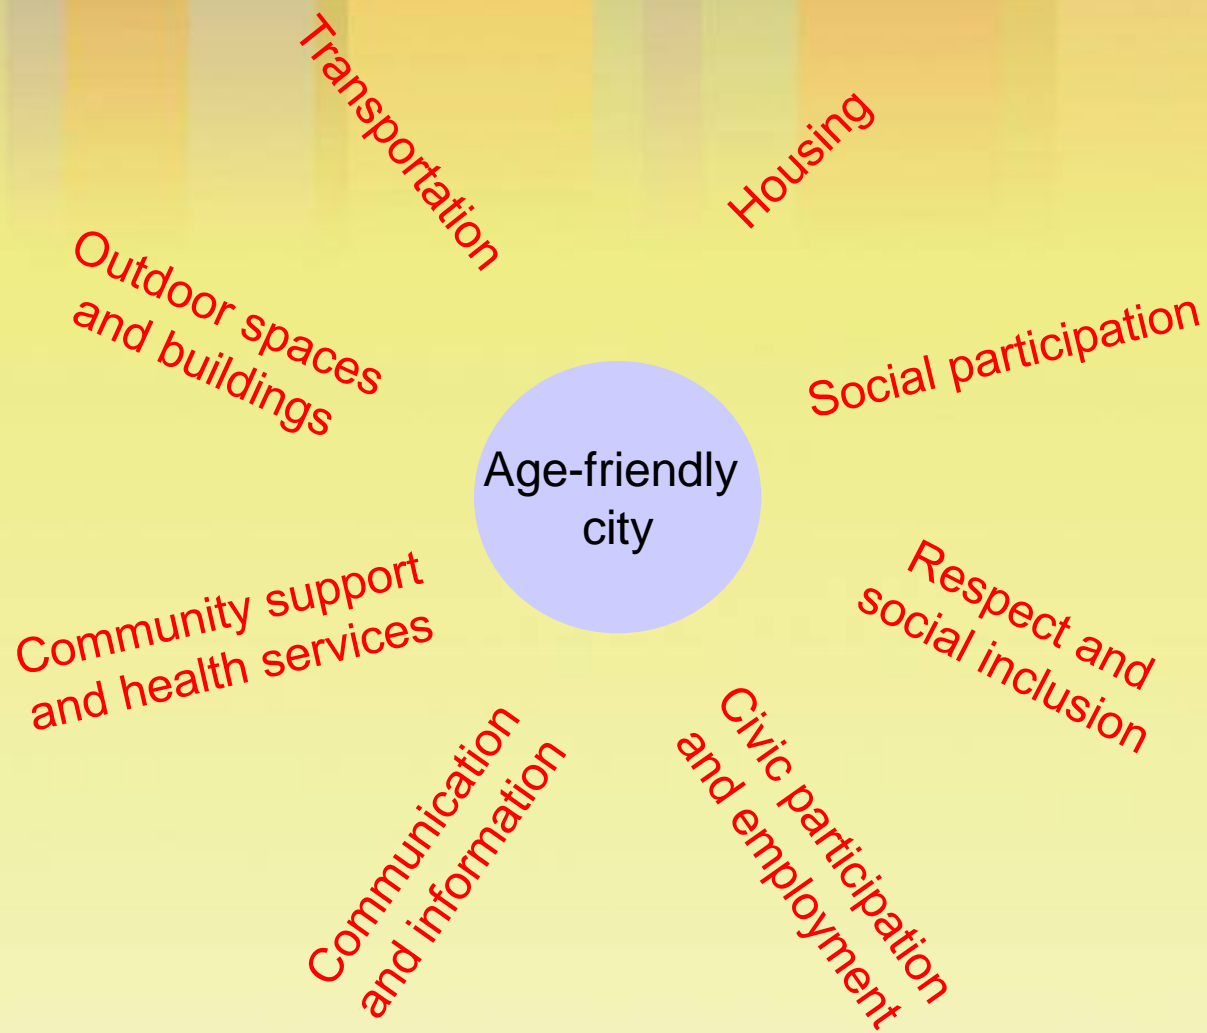 Transportation
Housing
Outdoor spaces
and buildings
Social participation
Age-friendly
city
Community support
and health services
Respect and
social inclusion
Communication
and information
Civic participation
and employment